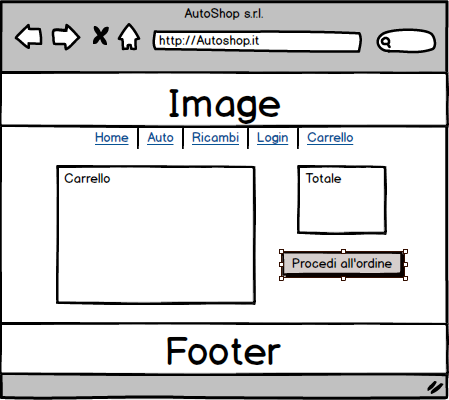 AutoShop s.r.l.
http://Autoshop.it
Image
Home Auto Ricambi Login Carrello
Carrello
Totale
Procedi all'ordine
Footer